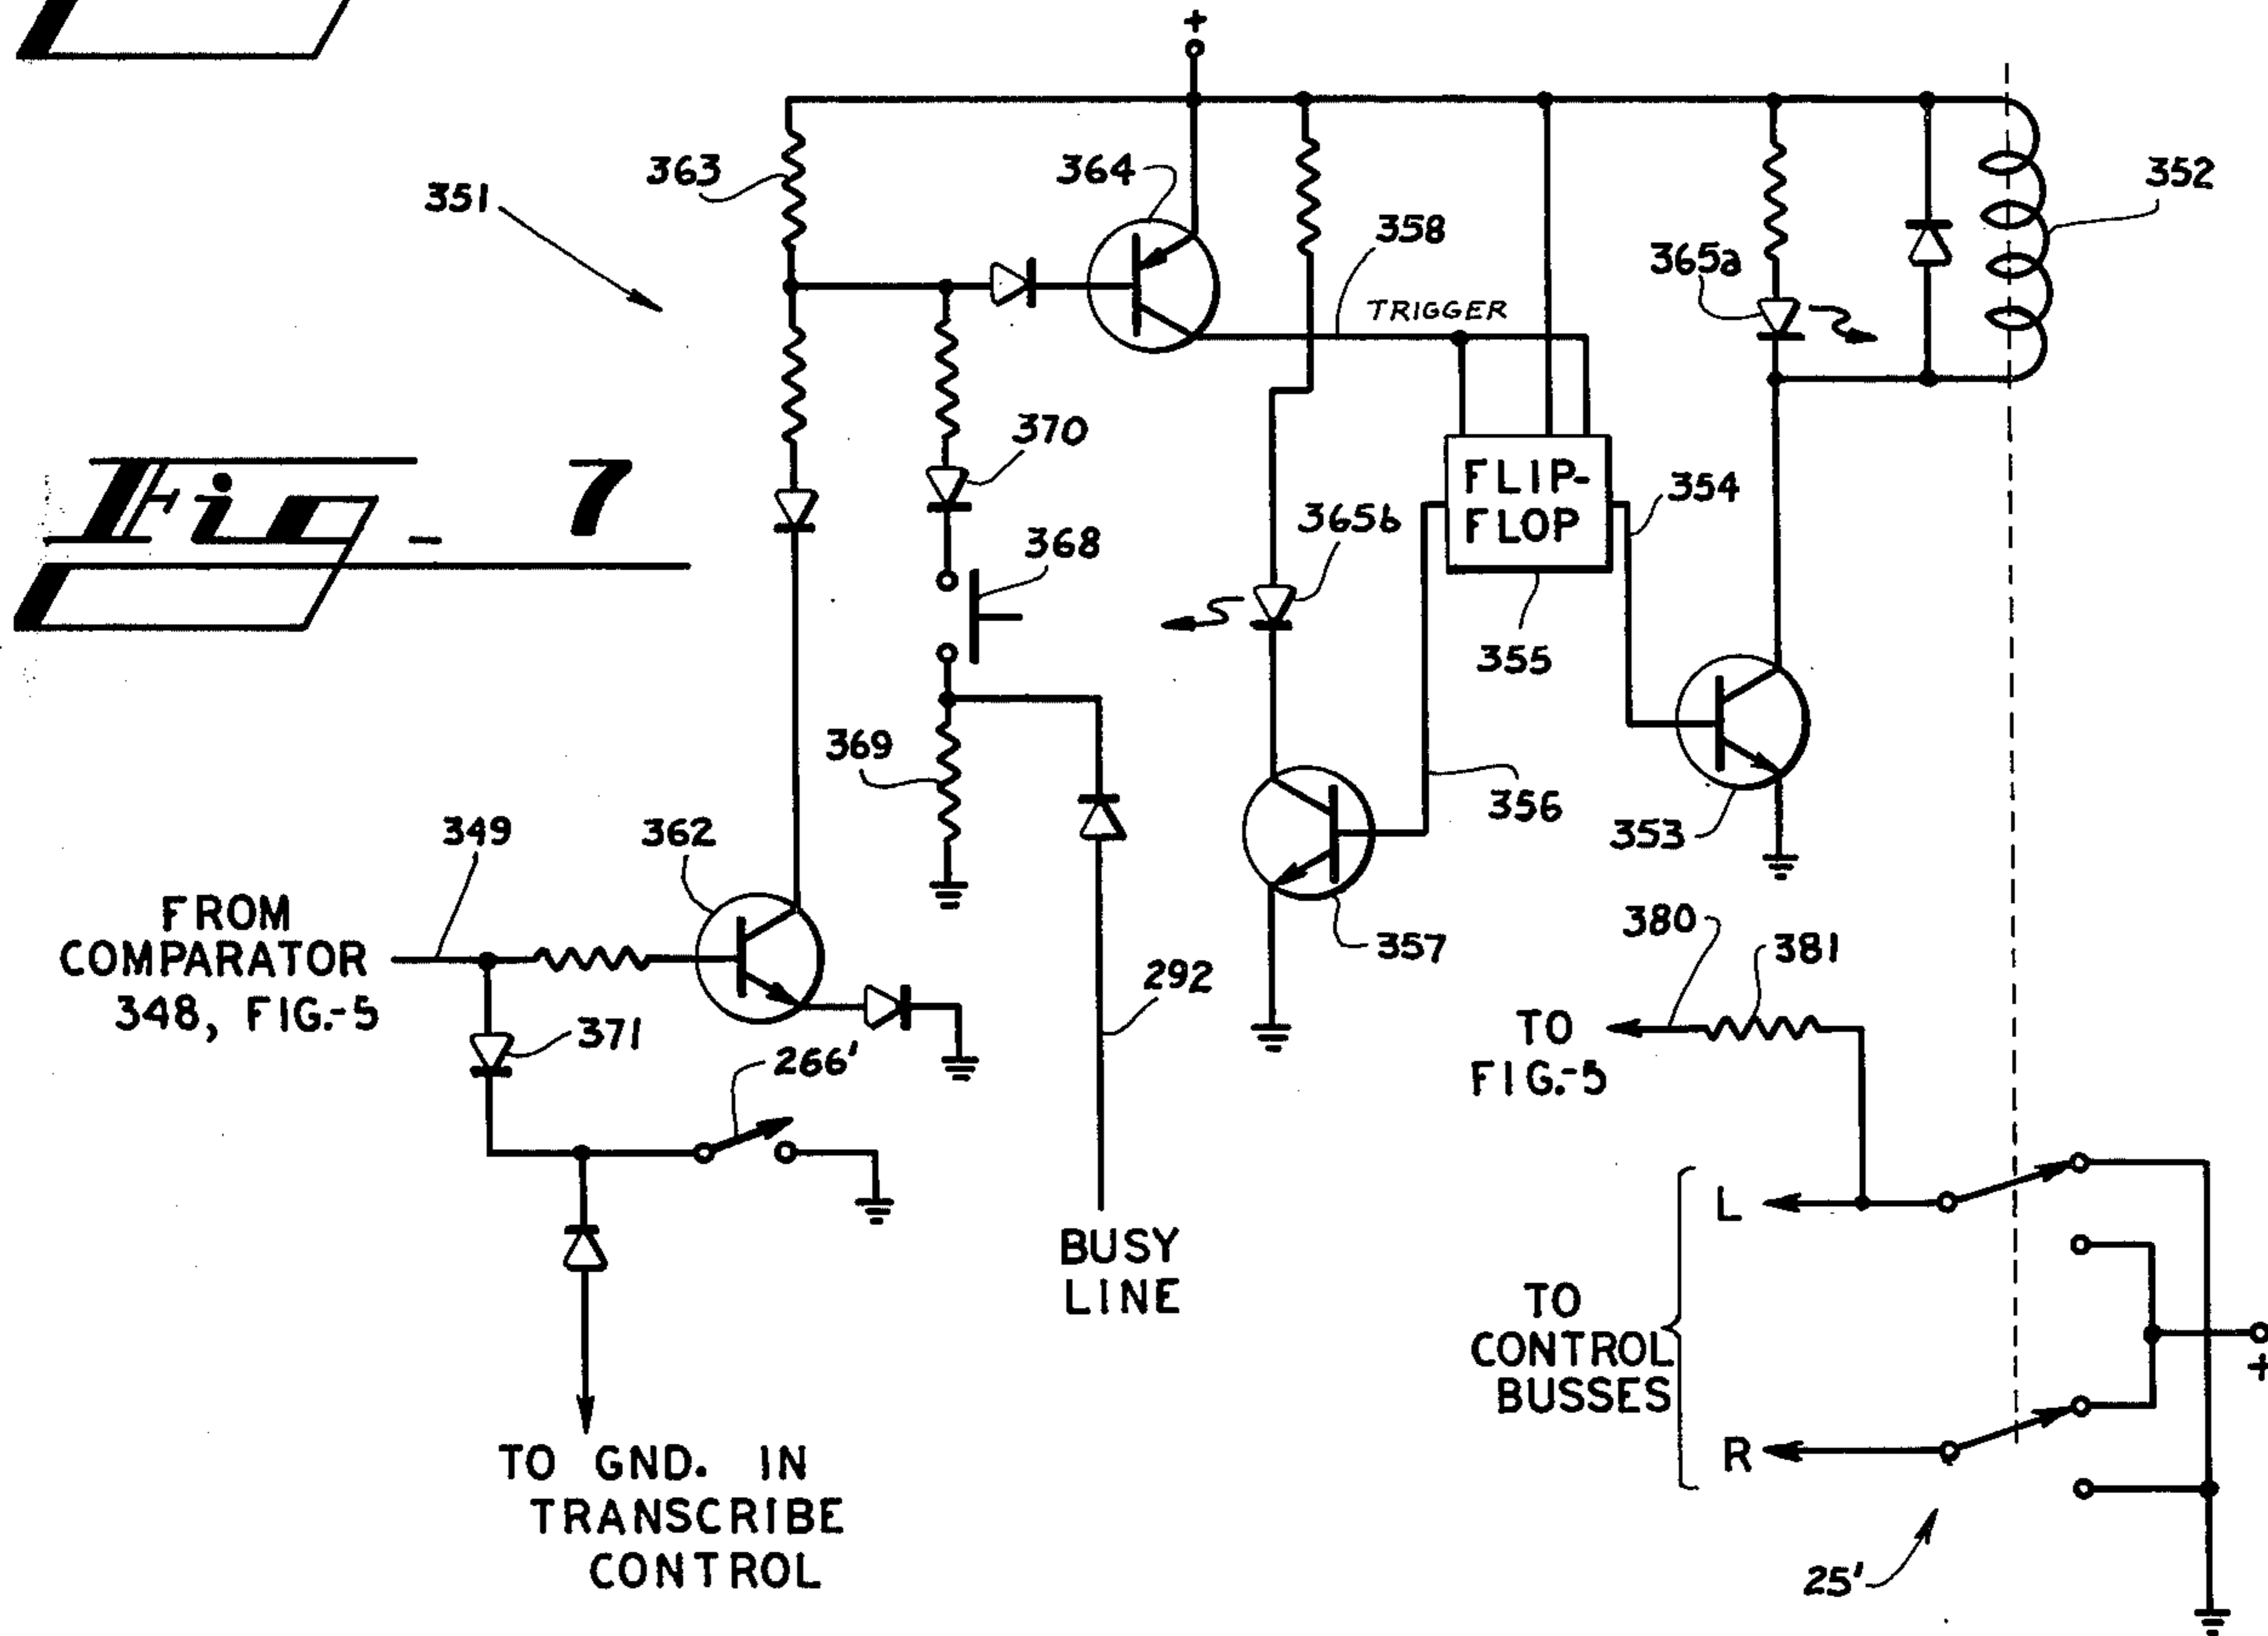 +
363
364
352
351
358
365a
TRIGGER
370
FLIP-
FLOP
354
Fig_ 7
365b
368
355
369
356
349
362
353
FROM
COMPARATOR
348, FIG.-5
357
380
381
292
371
266'
TO
FIG.-5
L
BUSY
LINE
TO
CONTROL
BUSSES
+
R
TO GND. IN
TRANSCRIBE
CONTROL
25'